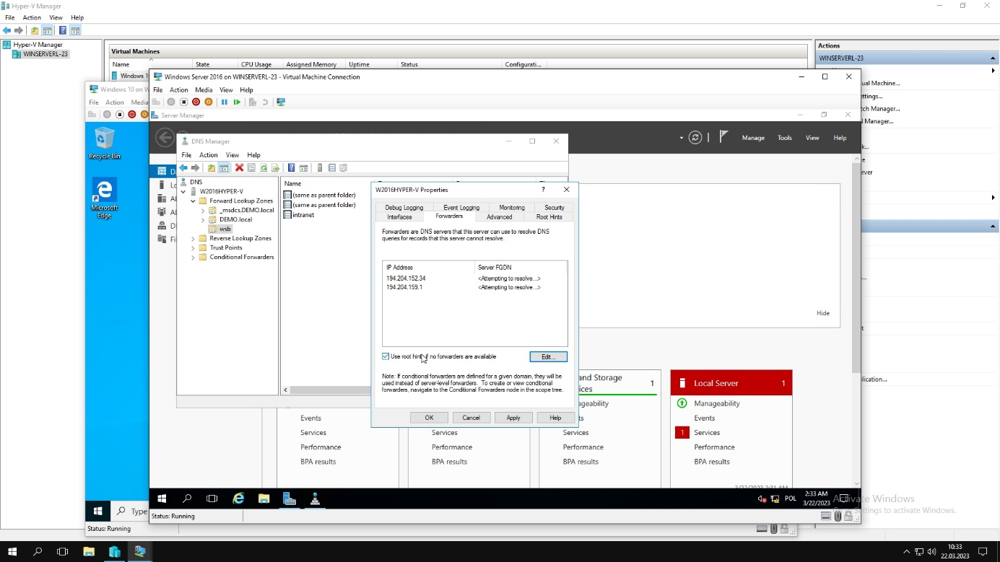 Hyper-V Manager
File Action View Help
Hyper-V Manager
WINSERVERL-23
Virtual Machines
Name State CPU Usage Assigned Memory Uptime Status Configurati...
Windows 1
Actions
WINSERVERL-23
ual Machine...
ettings...
tch Manager...
N Manager...
k...
ce
erver
t
lication...
Windows 10 on W
File Action Media
Recycle Bin
Microsoft
Edge
Type
Status: Running
Windows Server 2016 on WINSERVERL-23 - Virtual Machine Connection
File Action Media View Help
Server Manager
Manage Tools View Help
DNS Manager
File Action View Help
DNS
W2016HYPER-V
Forward Lookup Zones
_msdcs.DEMO.local
DEMO.local
wsb
Reverse Lookup Zones
Trust Points
Conditional Forwarders
Name
(same as parent folder)
(same as parent folder)
intranet
W2016HYPER-V Properties
Debug Logging Event Logging Monitoring Security
Interfaces Forwarders Advanced Root Hints
Forwarders are DNS servers that this server can use to resolve DNS
queries for records that this server cannot resolve.
IP Address Server FQDN
194.204.152.34 <Attempting to resolve...>
194.204.159.1 <Attempting to resolve...>
Use root hints if no forwarders are available Edit...
Note: If conditional forwarders are defined for a given domain, they will be
used instead of server-level forwarders. To create or view conditional
forwarders, navigate to the Conditional Forwarders node in the scope tree.
OK Cancel Apply Help
Hide
Events
Services
Performance
BPA results
Services
Performance
BPA results
and Storage 1
ices
ageability
ts
Services
Performance
BPA results
Local Server 1
Manageability
Events
1 Services
Performance
BPA results
3/22/2023 2:31 AM
POL 2:33 AM
3/22/2023
Status: Running
Activate Windows
Go to Settings to activate Windows.
10:33
22.03.2023